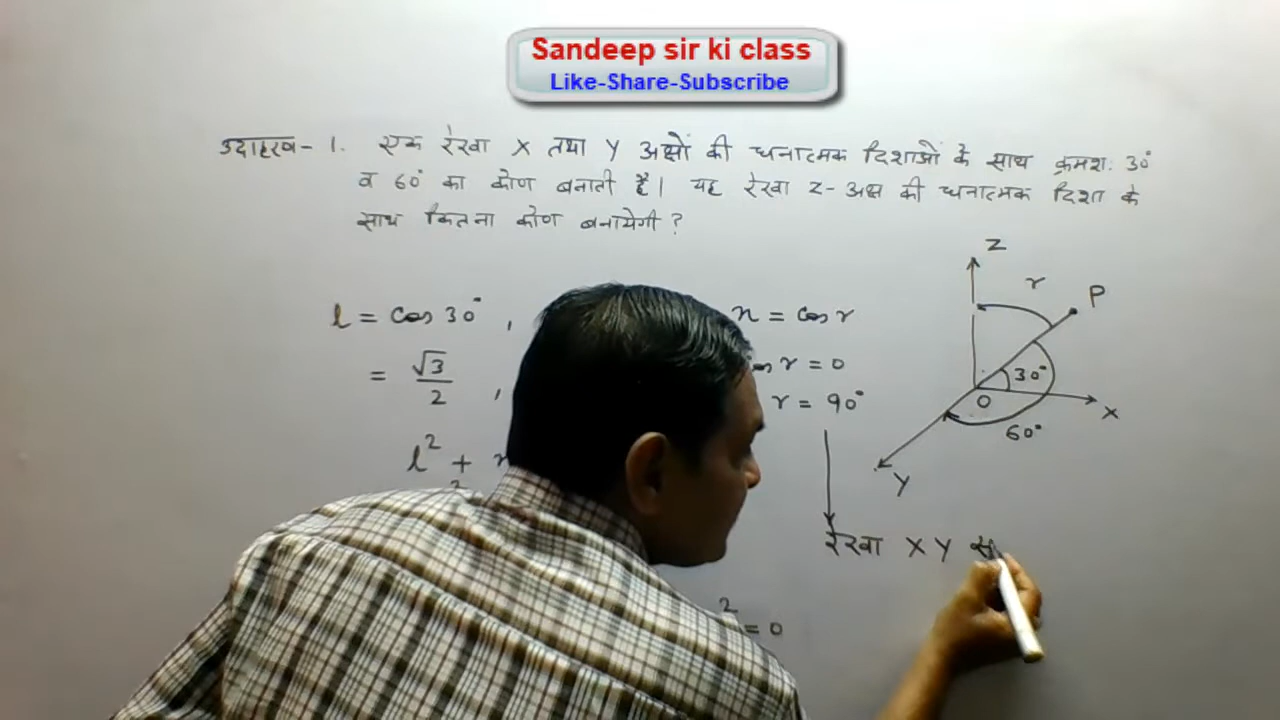 Sandeep sir ki class
Like-Share-Subscribe
उदाहरण- 1. एक रेखा X तथा Y अक्षों की धनात्मक दिशाओं के साथ क्रमश: 30°
व 60° का कोण बनाती है। यह रेखा Z- अक्ष की धनात्मक दिशा के
साथ कितना कोण बनायेगी ?
l = cos 30° ,
n = cos r
= √3/2 ,
r = 0
r = 90°
l² +
रेखा X Y
2
= 0
Z
r
P
30°
O
X
60°
Y